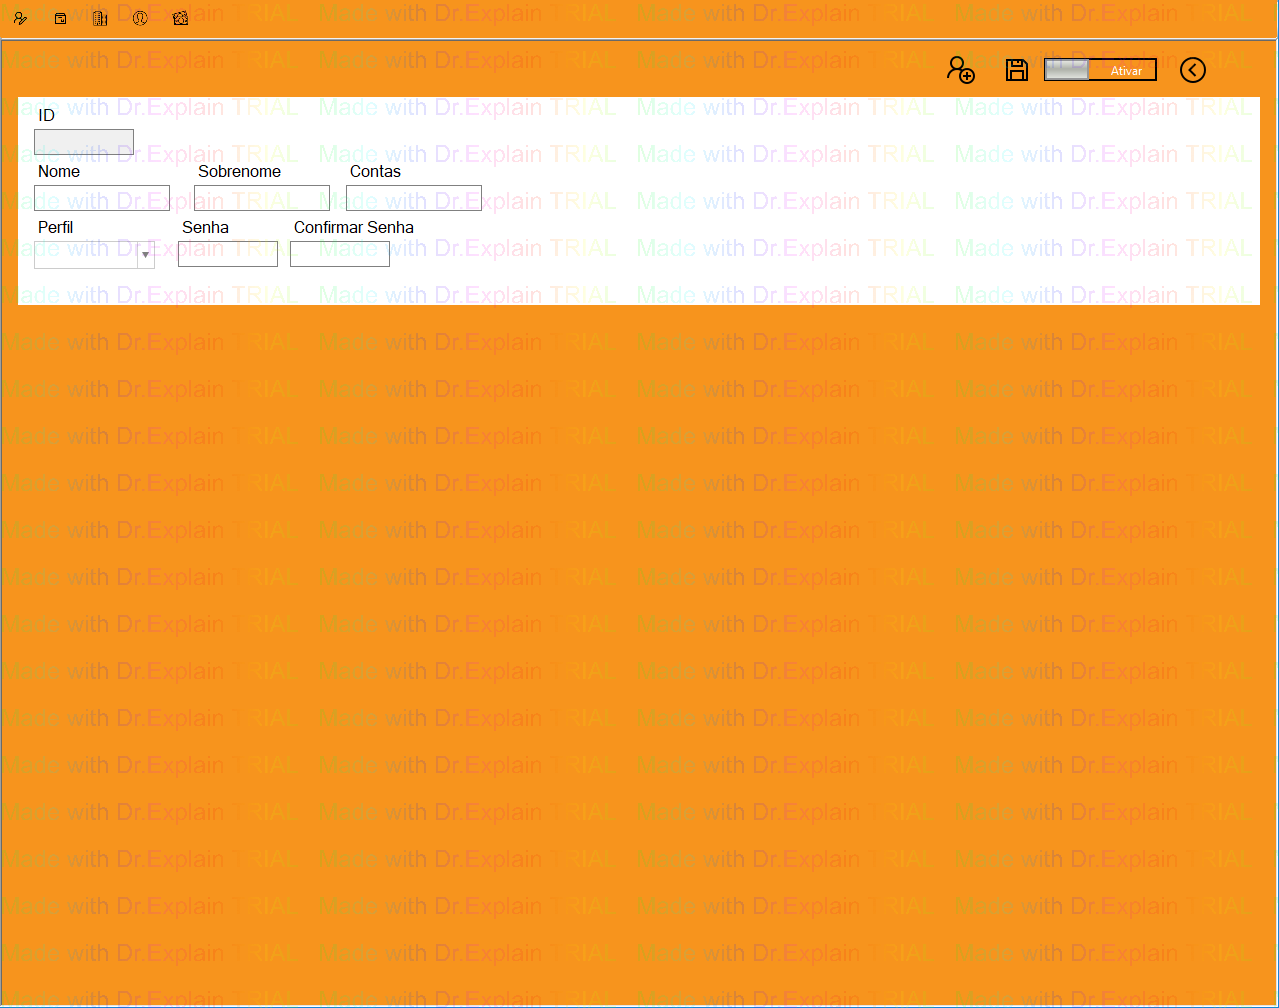 Ativar
ID
Nome Sobrenome Contas
Perfil Senha Confirmar Senha
Made with Dr.Explain TRIAL